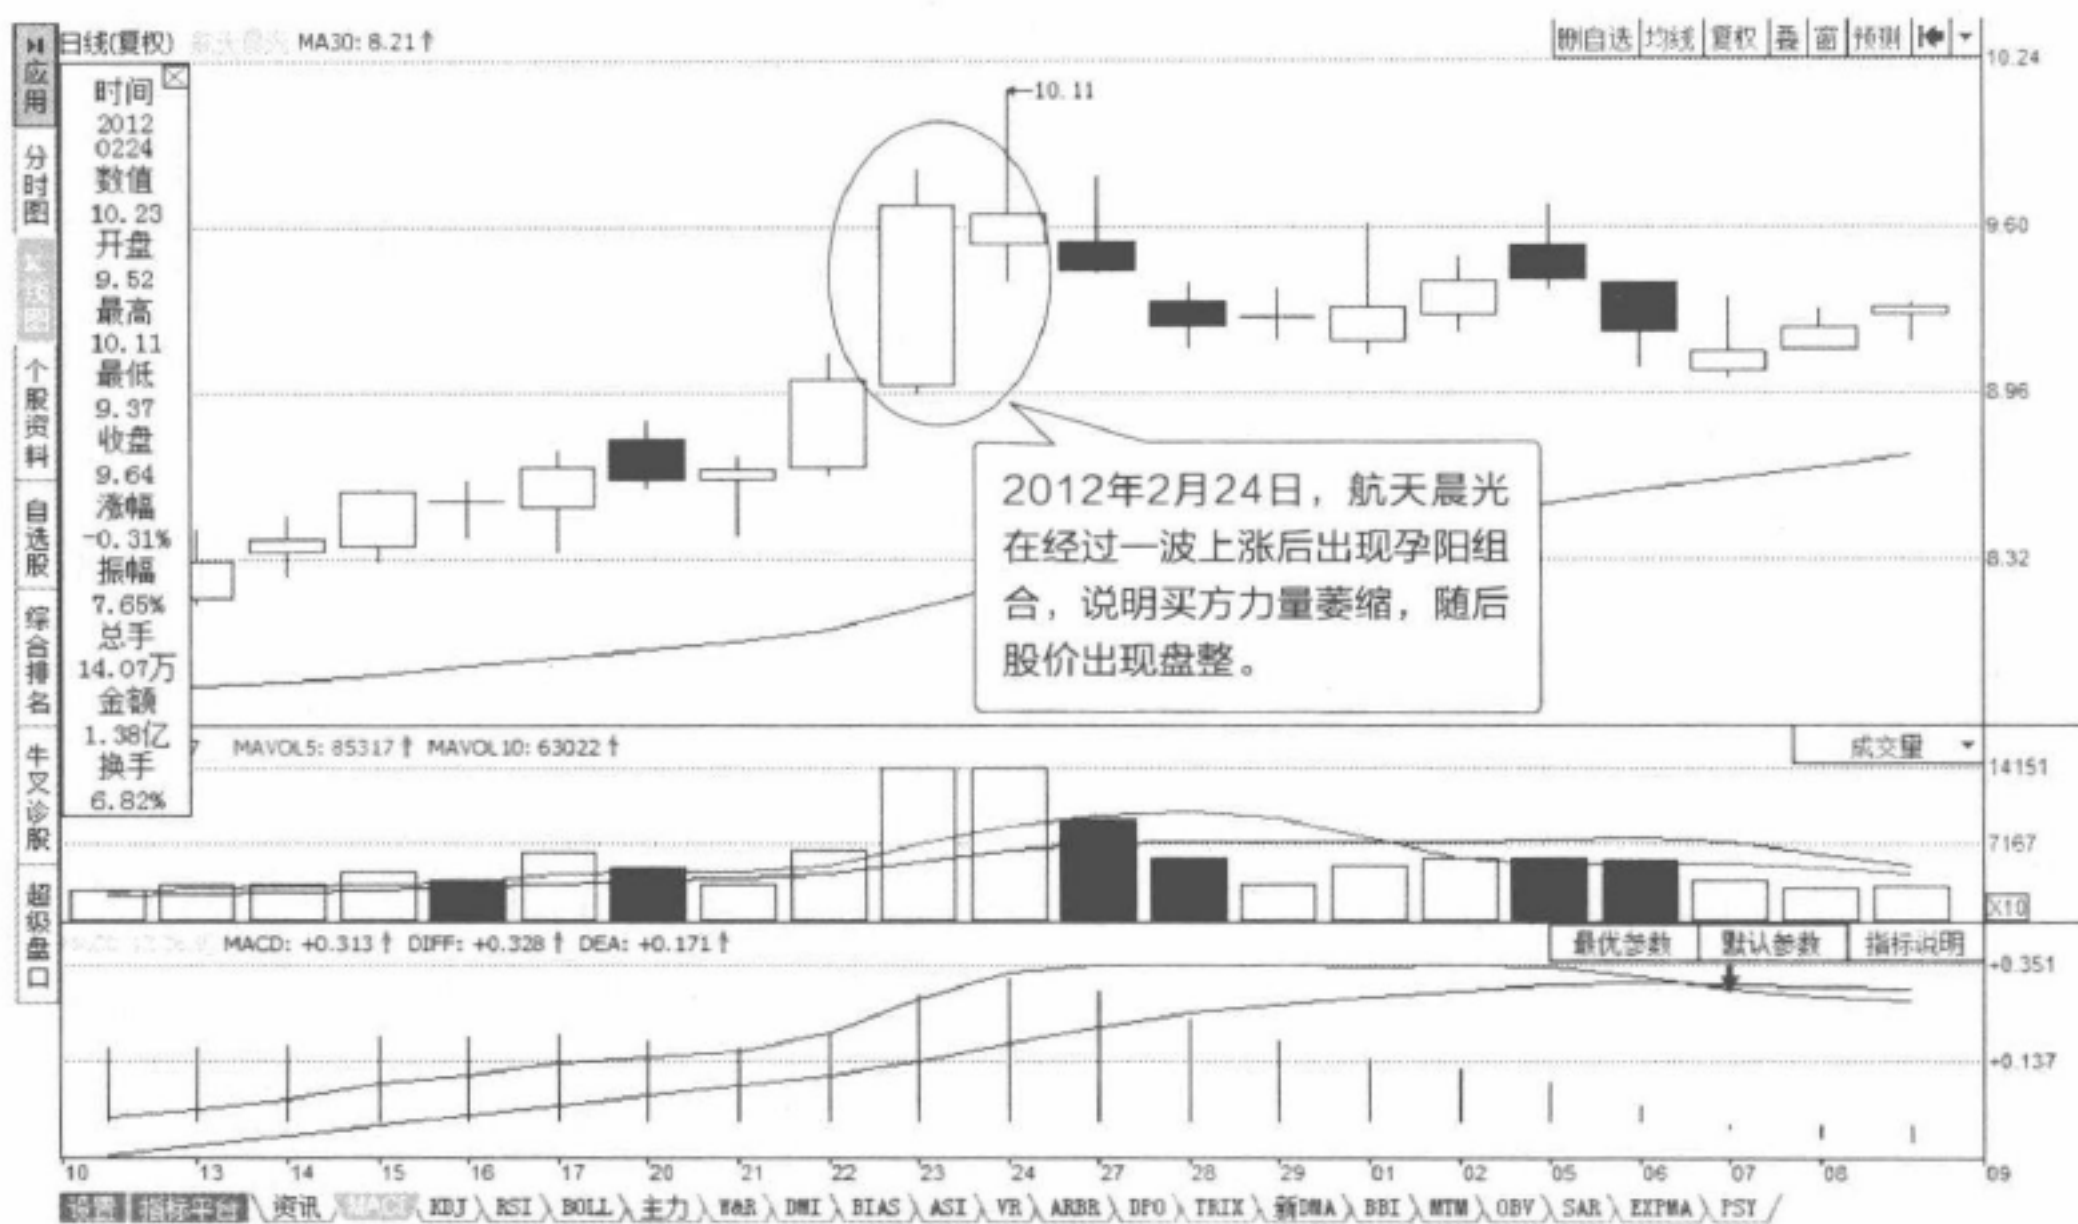 日线(复权) MA30: 8.21↑
删自选 均线 复权 叠 窗 预测
应用
分时图
K线图
个股资料
自选股
综合排名
牛叉诊股
超级盘口
时间
2012
0224
数值
10.23
开盘
9.52
最高
10.11
最低
9.37
收盘
9.64
涨幅
-0.31%
振幅
7.65%
总手
14.07万
金额
1.38亿
换手
6.82%
←10.11
10.24
9.60
8.96
8.32
2012年2月24日，航天晨光
在经过一波上涨后出现孕阳组
合，说明买方力量萎缩，随后
股价出现盘整。
7 MAVOL5: 85317↑ MAVOL10: 63022↑
成交量
14151
7167
X10
MACD: +0.313↑ DIFF: +0.328↑ DEA: +0.171↑
最优参数 默认参数 指标说明
+0.351
+0.137
10 13 14 15 16 17 20 21 22 23 24 27 28 29 01 02 05 06 07 08 09
设置 指标平台 资讯 MACD KDJ RSI BOLL 主力 W&R DMI BIAS ASI VR ARBR DPO TRIX 新DMA BBI MTM OBV SAR EXPMA PSY